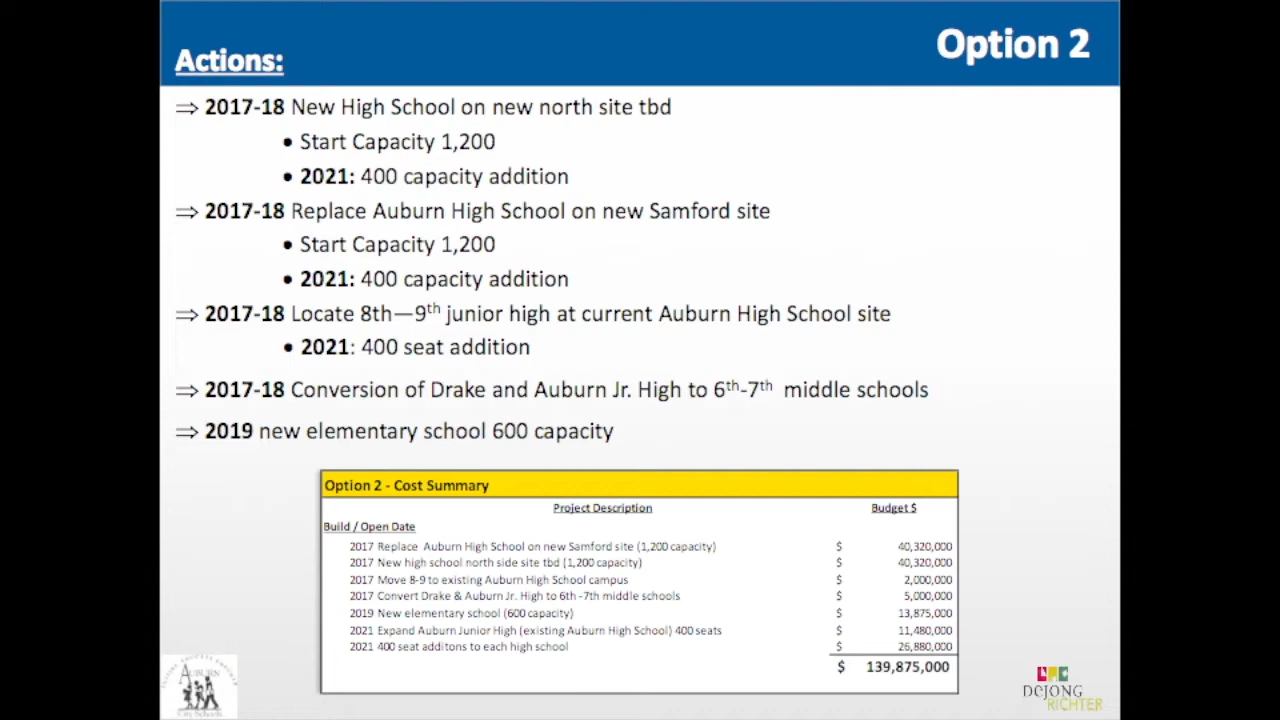 Option 2
Actions:
⇒ 2017-18 New High School on new north site tbd
• Start Capacity 1,200
• 2021: 400 capacity addition
⇒ 2017-18 Replace Auburn High School on new Samford site
• Start Capacity 1,200
• 2021: 400 capacity addition
⇒ 2017-18 Locate 8th—9th junior high at current Auburn High School site
• 2021: 400 seat addition
⇒ 2017-18 Conversion of Drake and Auburn Jr. High to 6th-7th middle schools
⇒ 2019 new elementary school 600 capacity
Option 2 - Cost Summary
Project Description Budget $
Build / Open Date
2017 Replace Auburn High School on new Samford site (1,200 capacity) $ 40,320,000
2017 New high school north side site tbd (1,200 capacity) $ 40,320,000
2017 Move 8-9 to existing Auburn High School campus $ 2,000,000
2017 Convert Drake & Auburn Jr. High to 6th -7th middle schools $ 5,000,000
2019 New elementary school (600 capacity) $ 13,875,000
2021 Expand Auburn Junior High (existing Auburn High School) 400 seats $ 11,480,000
2021 400 seat additons to each high school $ 26,880,000
$ 139,875,000
AUBURN
City Schools
DeJONG
RICHTER